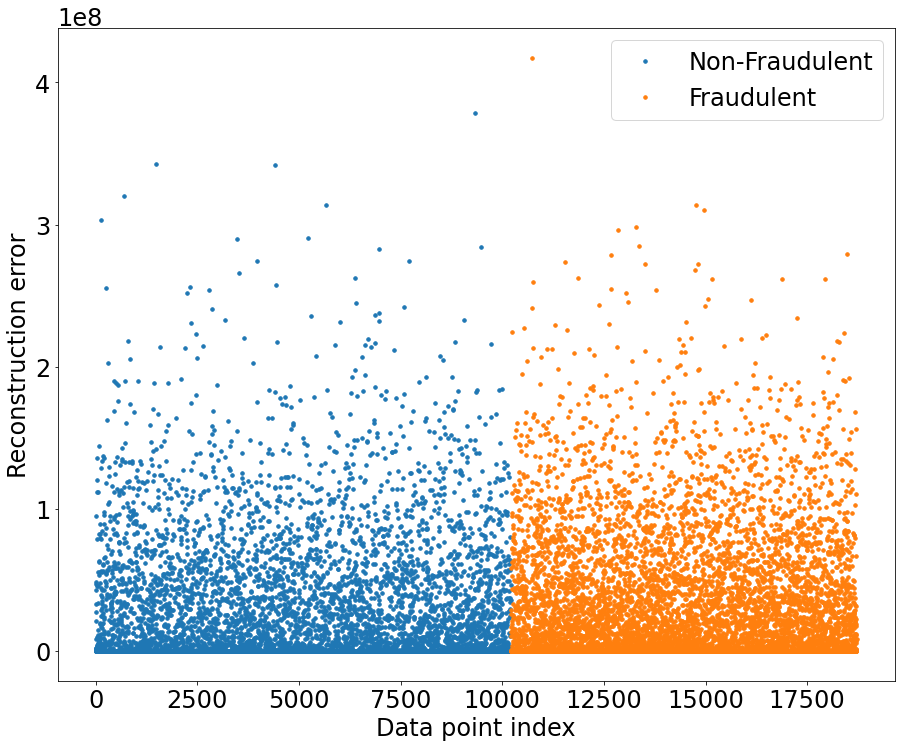 1e8
Non-Fraudulent
Fraudulent
4
3
2
1
0
Reconstruction error
0 2500 5000 7500 10000 12500 15000 17500
Data point index